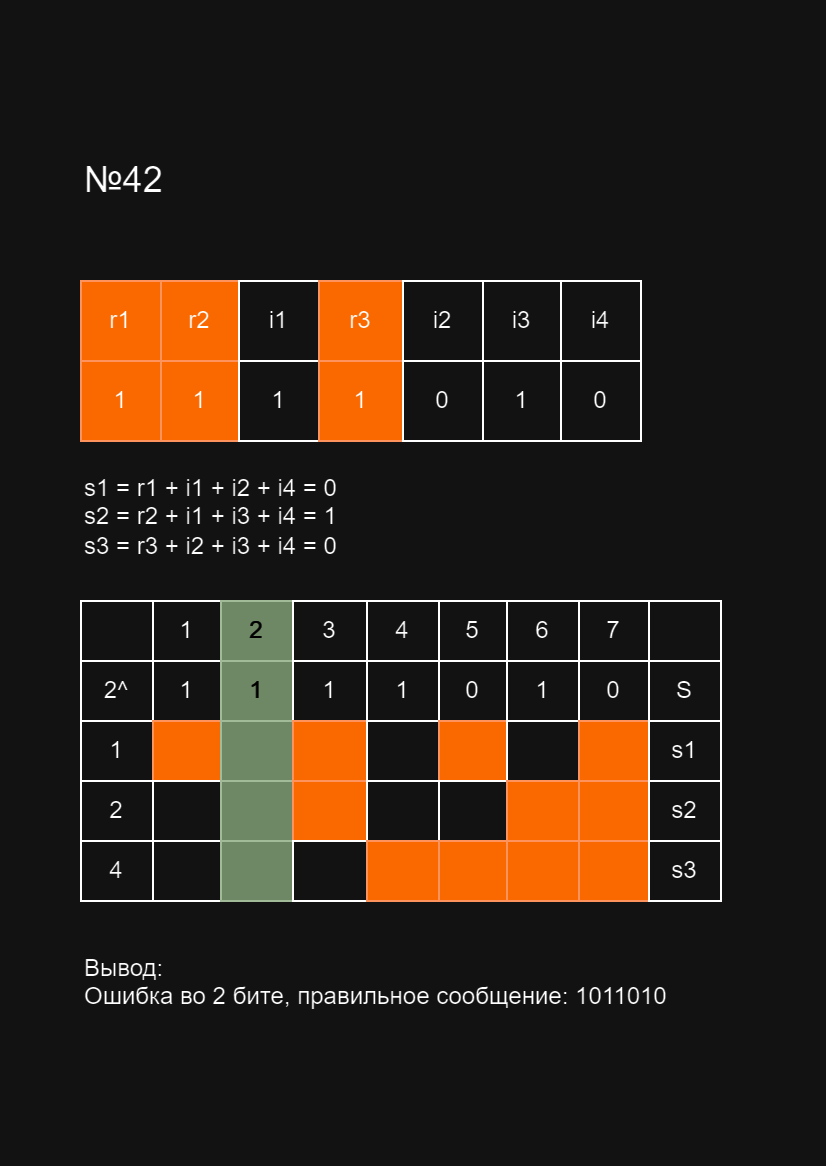 №42
r1 r2 i1 r3 i2 i3 i4
1 1 1 1 0 1 0
s1 = r1 + i1 + i2 + i4 = 0
s2 = r2 + i1 + i3 + i4 = 1
s3 = r3 + i2 + i3 + i4 = 0
1 2 3 4 5 6 7
2^ 1 1 1 1 0 1 0 S
1 s1
2 s2
4 s3
Вывод:
Ошибка во 2 бите, правильное сообщение: 1011010